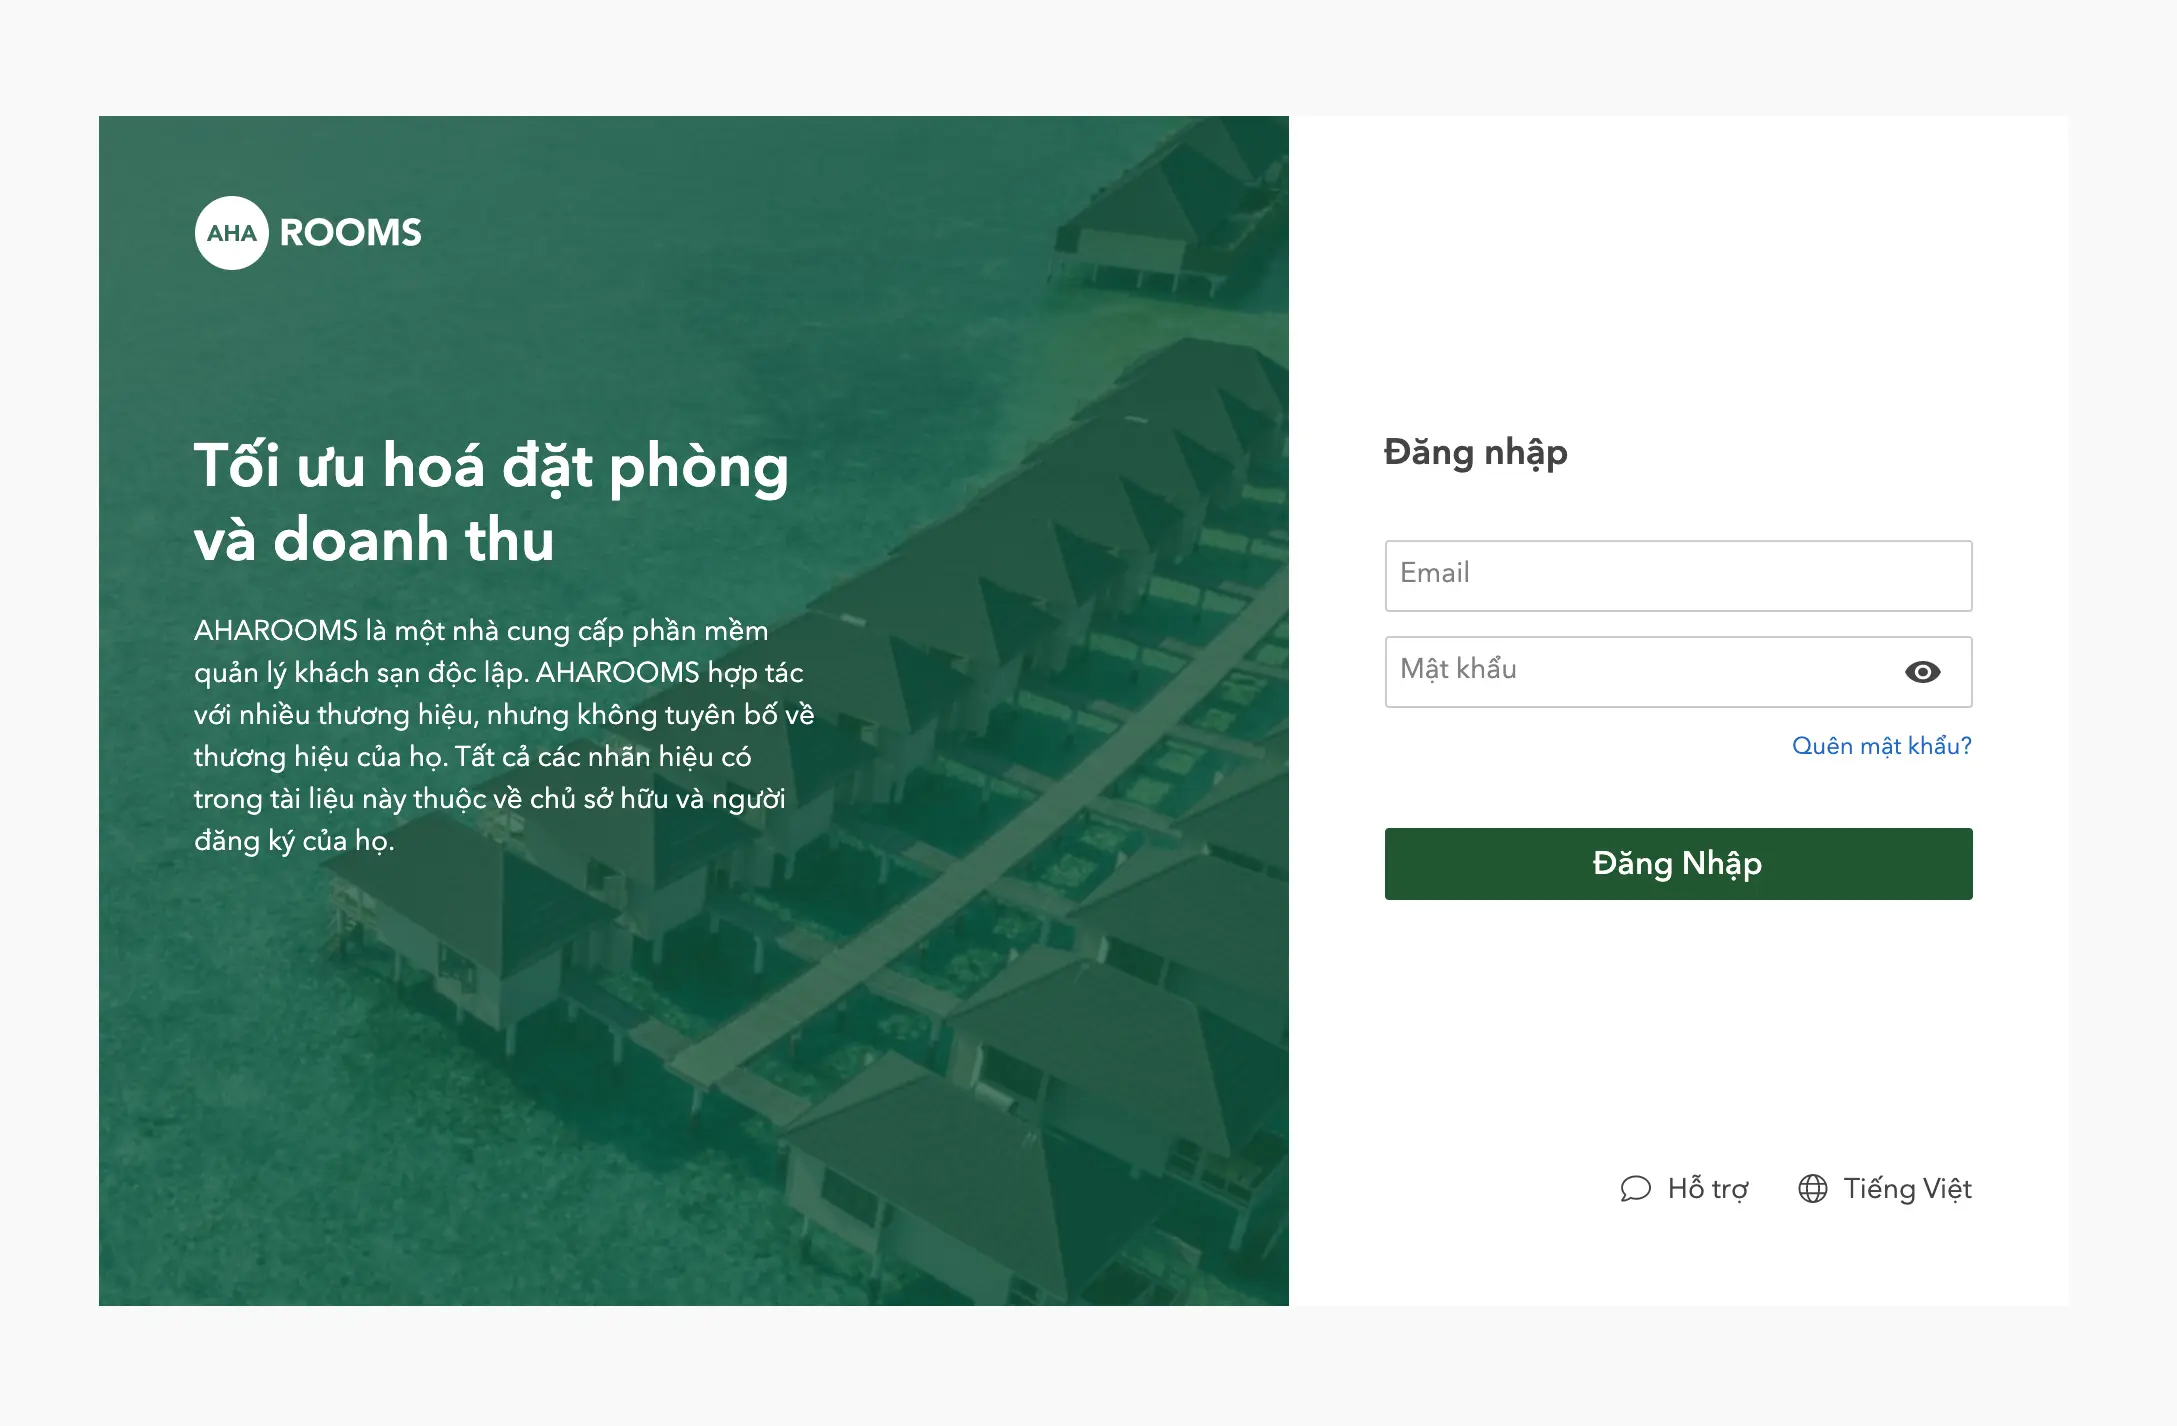 AHA ROOMS
Tối ưu hoá đặt phòng
và doanh thu
AHAROOMS là một nhà cung cấp phần mềm
quản lý khách sạn độc lập. AHAROOMS hợp tác
với nhiều thương hiệu, nhưng không tuyên bố về
thương hiệu của họ. Tất cả các nhãn hiệu có
trong tài liệu này thuộc về chủ sở hữu và người
đăng ký của họ.
Đăng nhập
Email
Mật khẩu
Quên mật khẩu?
Đăng Nhập
Hỗ trợ
Tiếng Việt